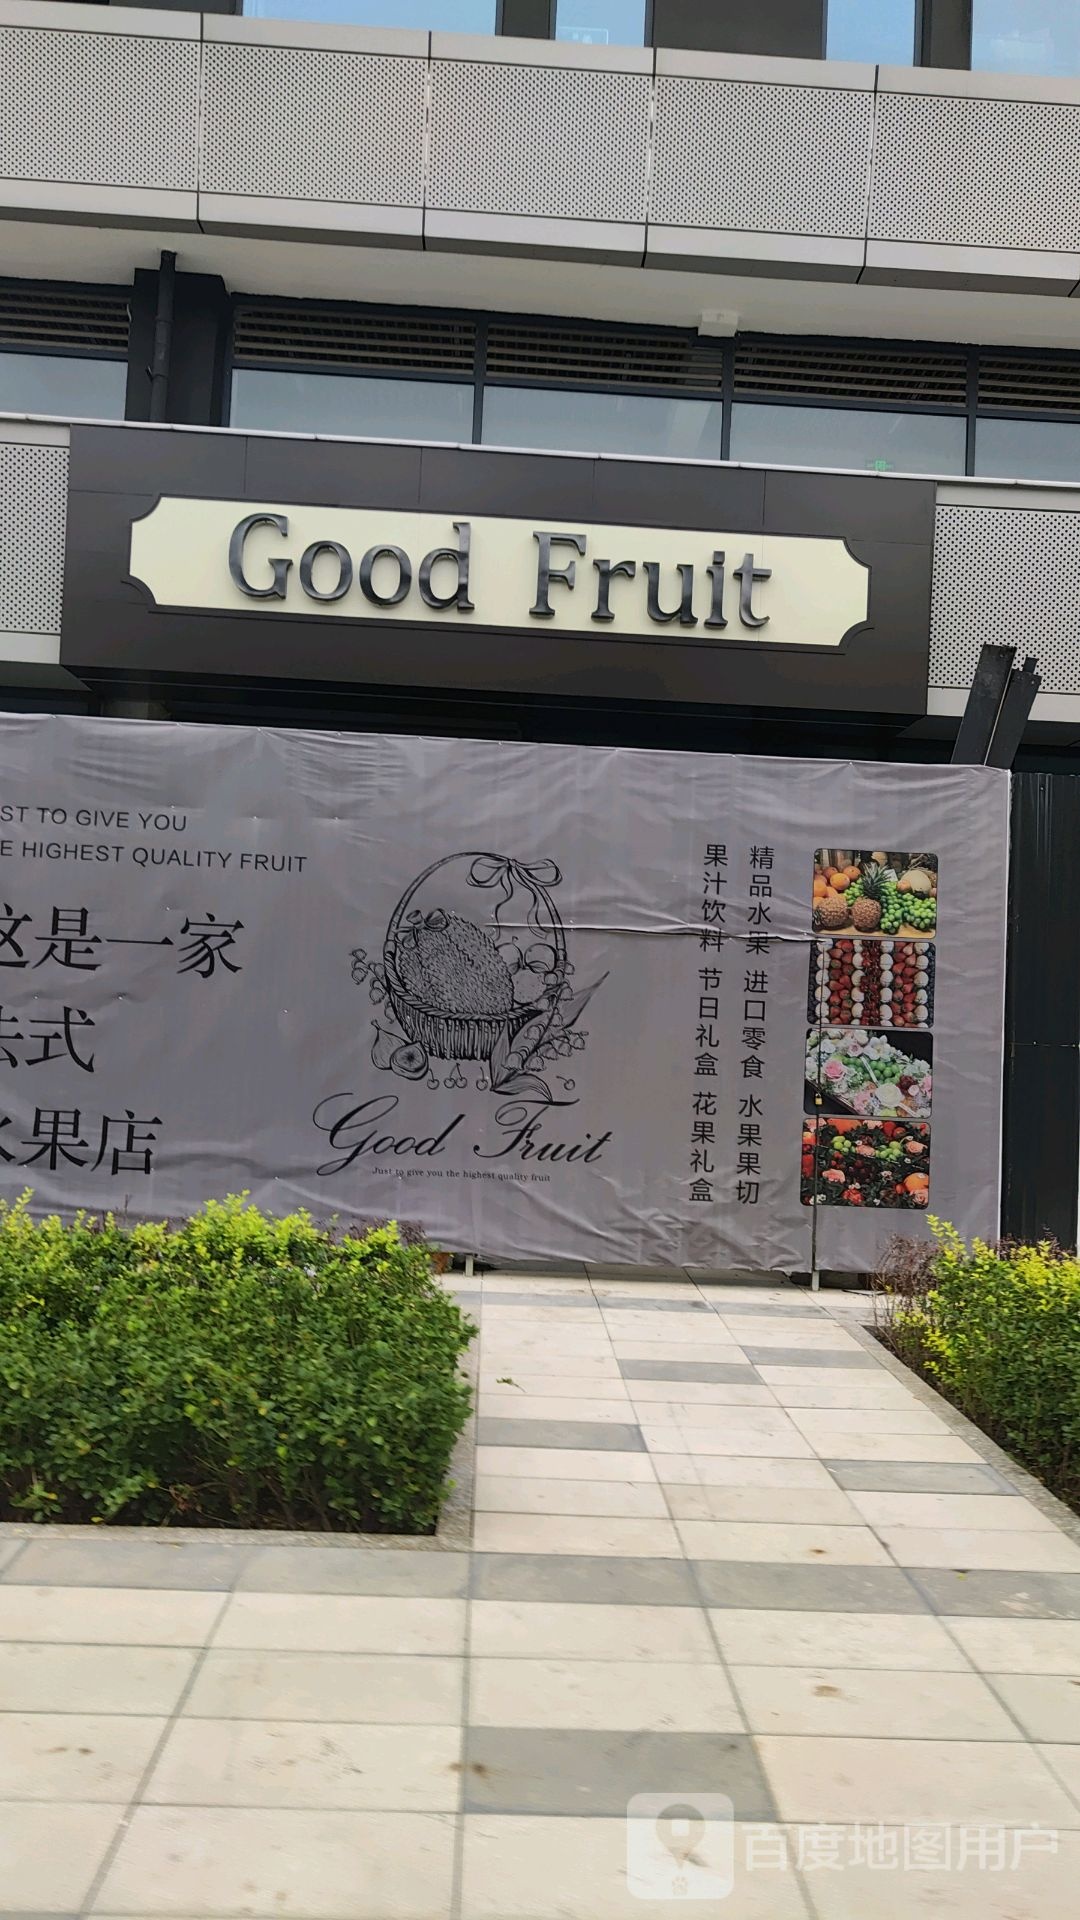 Good Fruit
ST TO GIVE YOU
E HIGHEST QUALITY FRUIT
这是一家
法式
水果店
Good Fruit
Just to give you the highest quality fruit
精品水果 进口零食 水果果切
果汁饮料 节日礼盒 花果礼盒
百度地图用户